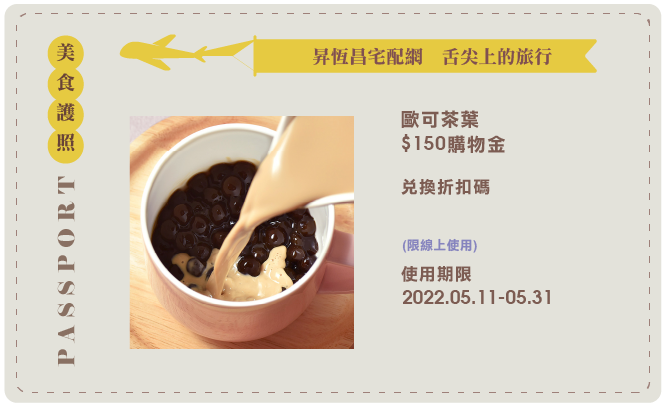 美食護照
PASSPORT
昇恆昌宅配網 舌尖上的旅行
歐可茶葉
$150購物金
兌換折扣碼
(限線上使用)
使用期限
2022.05.11-05.31